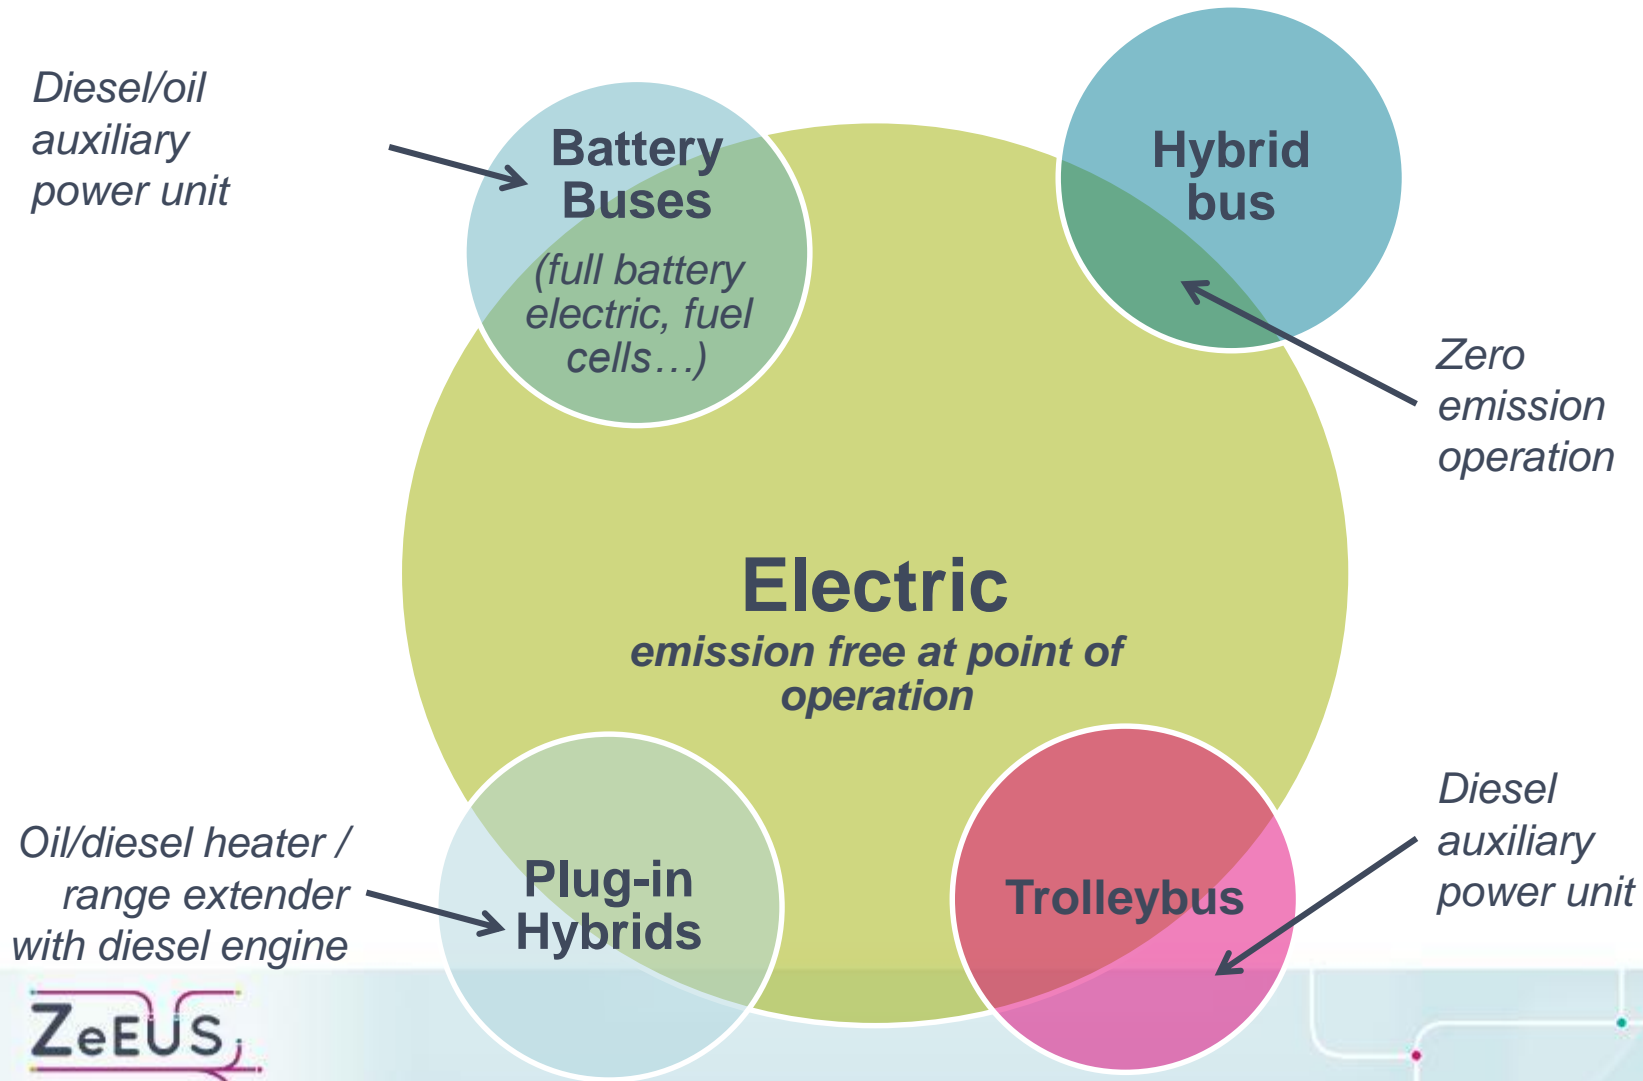 Diesel/oil
auxiliary
power unit
Battery
Buses
(full battery
electric, fuel
cells…)
Hybrid
bus
Zero
emission
operation
Electric
emission free at point of
operation
Oil/diesel heater /
range extender
with diesel engine
Plug-in
Hybrids
Trolleybus
Diesel
auxiliary
power unit
ZeEUS